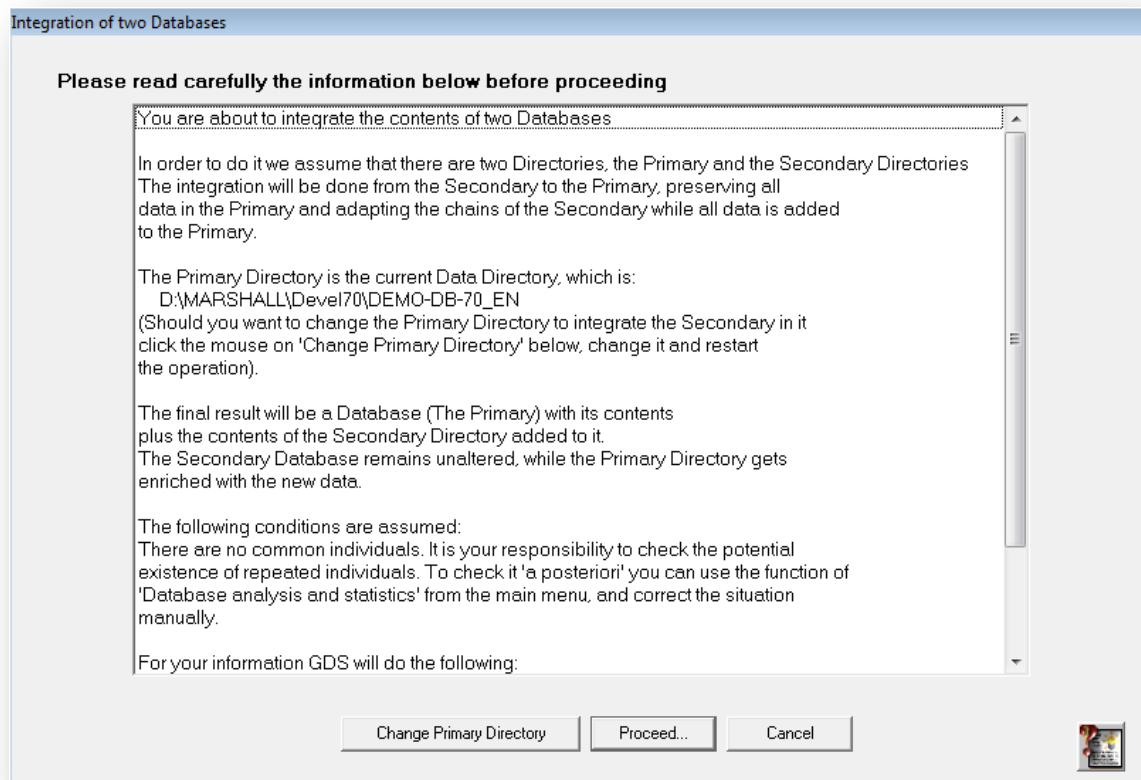 Integration of two Databases
Please read carefully the information below before proceeding
You are about to integrate the contents of two Databases
In order to do it we assume that there are two Directories, the Primary and the Secondary Directories
The integration will be done from the Secondary to the Primary, preserving all
data in the Primary and adapting the chains of the Secondary while all data is added
to the Primary.
The Primary Directory is the current Data Directory, which is:
D:\MARSHALL\Devel70\DEMO-DB-70_EN
(Should you want to change the Primary Directory to integrate the Secondary in it
click the mouse on 'Change Primary Directory' below, change it and restart
the operation).
The final result will be a Database (The Primary) with its contents
plus the contents of the Secondary Directory added to it.
The Secondary Database remains unaltered, while the Primary Directory gets
enriched with the new data.
The following conditions are assumed:
There are no common individuals. It is your responsibility to check the potential
existence of repeated individuals. To check it 'a posteriori' you can use the function of
'Database analysis and statistics' from the main menu, and correct the situation
manually.
For your information GDS will do the following:
Change Primary Directory
Proceed...
Cancel